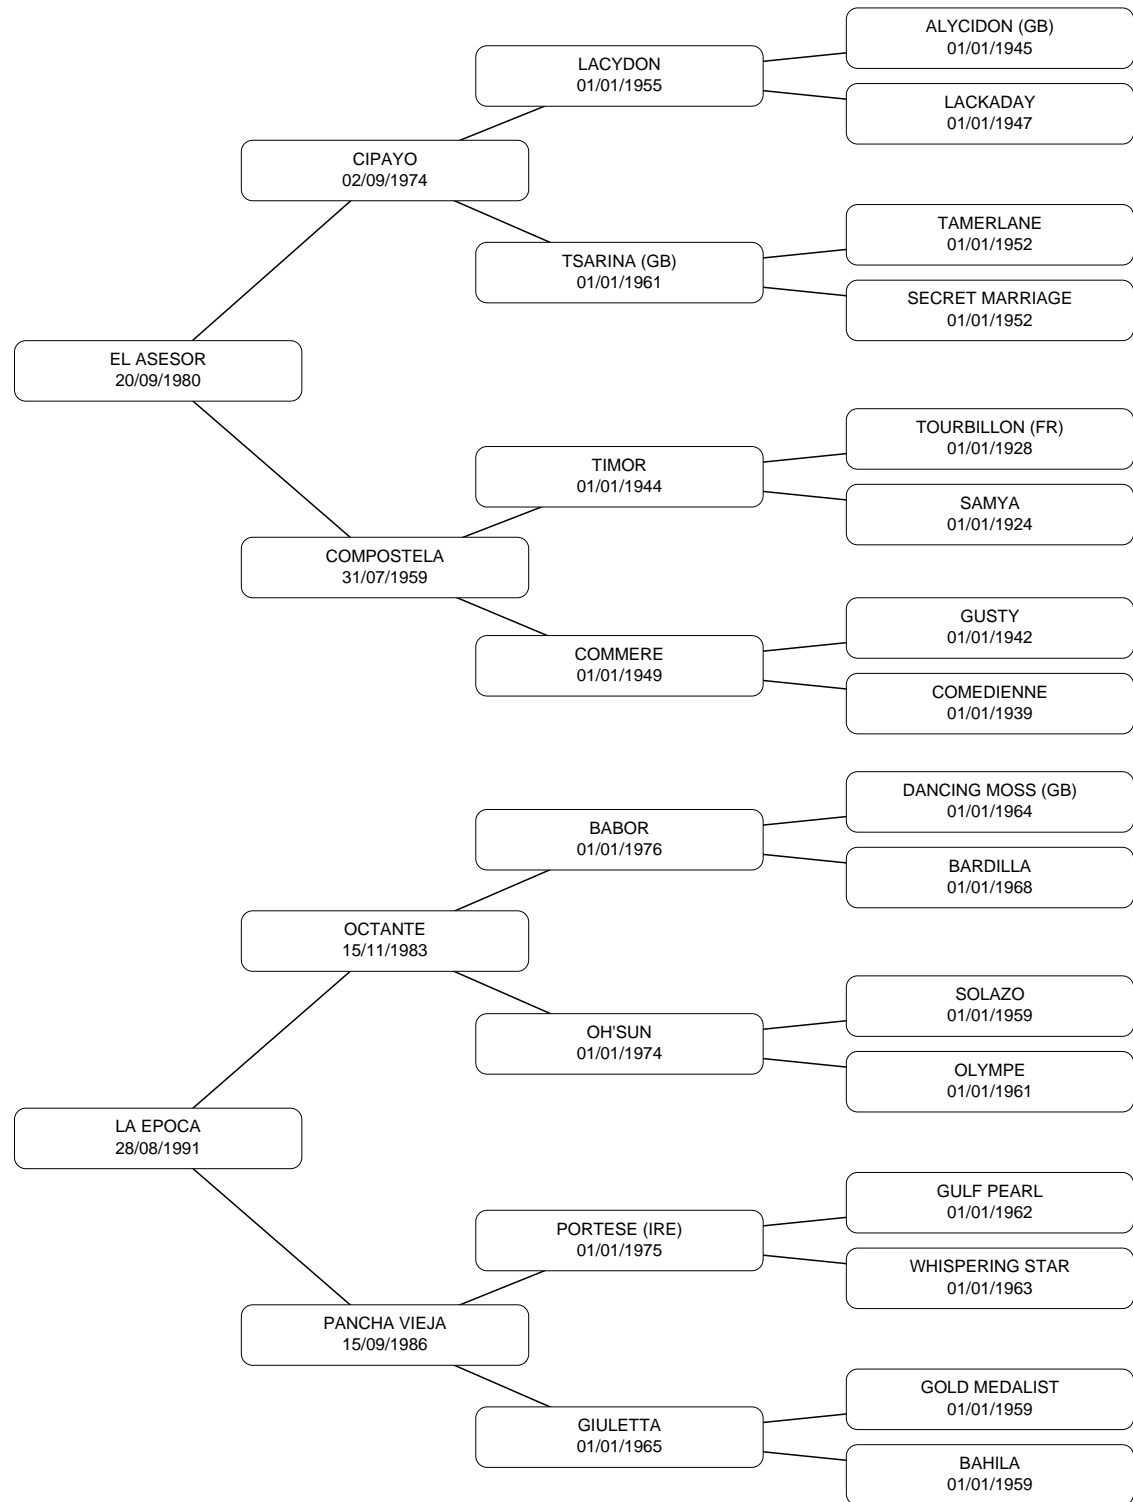 ALYCIDON (GB)
01/01/1945
LACYDON
01/01/1955
LACKADAY
01/01/1947
CIPAYO
02/09/1974
TAMERLANE
01/01/1952
TSARINA (GB)
01/01/1961
SECRET MARRIAGE
01/01/1952
EL ASESOR
20/09/1980
TOURBILLON (FR)
01/01/1928
TIMOR
01/01/1944
SAMYA
01/01/1924
COMPOSTELA
31/07/1959
GUSTY
01/01/1942
COMMERE
01/01/1949
COMEDIENNE
01/01/1939
DANCING MOSS (GB)
01/01/1964
BABOR
01/01/1976
BARDILLA
01/01/1968
OCTANTE
15/11/1983
SOLAZO
01/01/1959
OH'SUN
01/01/1974
OLYMPE
01/01/1961
LA EPOCA
28/08/1991
GULF PEARL
01/01/1962
PORTESE (IRE)
01/01/1975
WHISPERING STAR
01/01/1963
PANCHA VIEJA
15/09/1986
GOLD MEDALIST
01/01/1959
GIULETTA
01/01/1965
BAHILA
01/01/1959